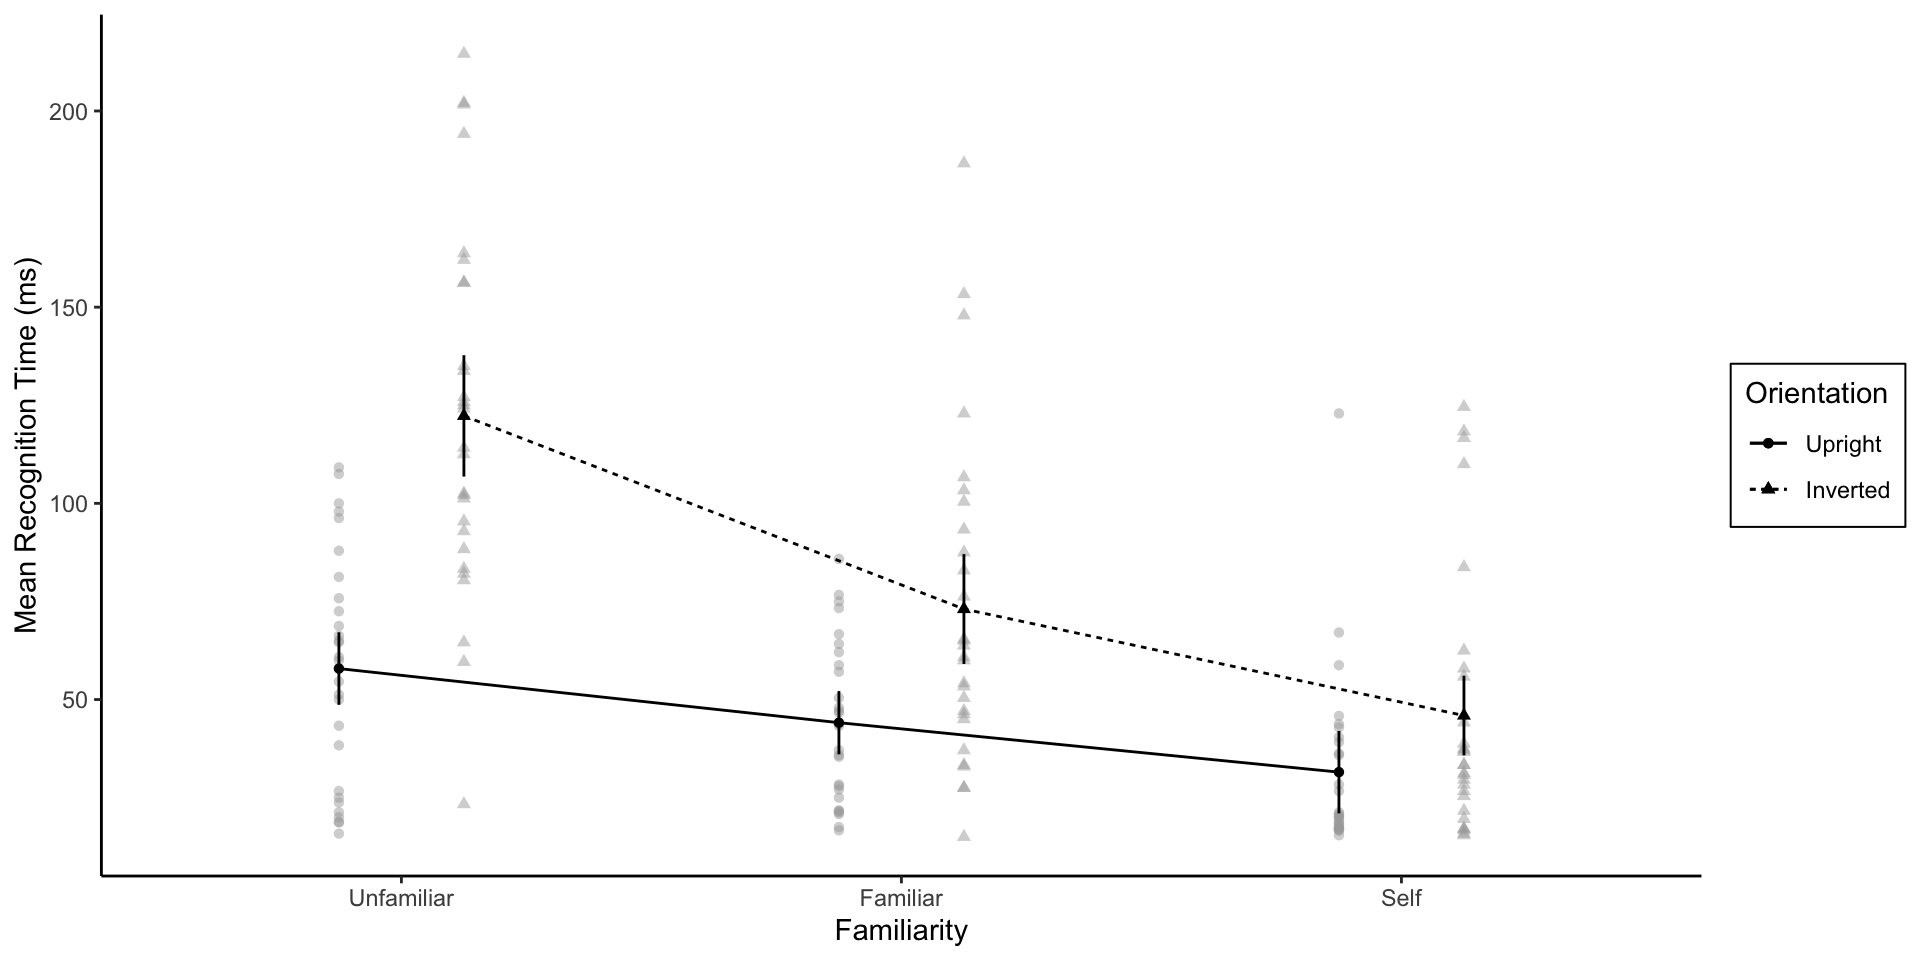 Mean Recognition Time (ms)
200
150
100
50
Unfamiliar
Familiar
Self
Familiarity
Orientation
Upright
Inverted